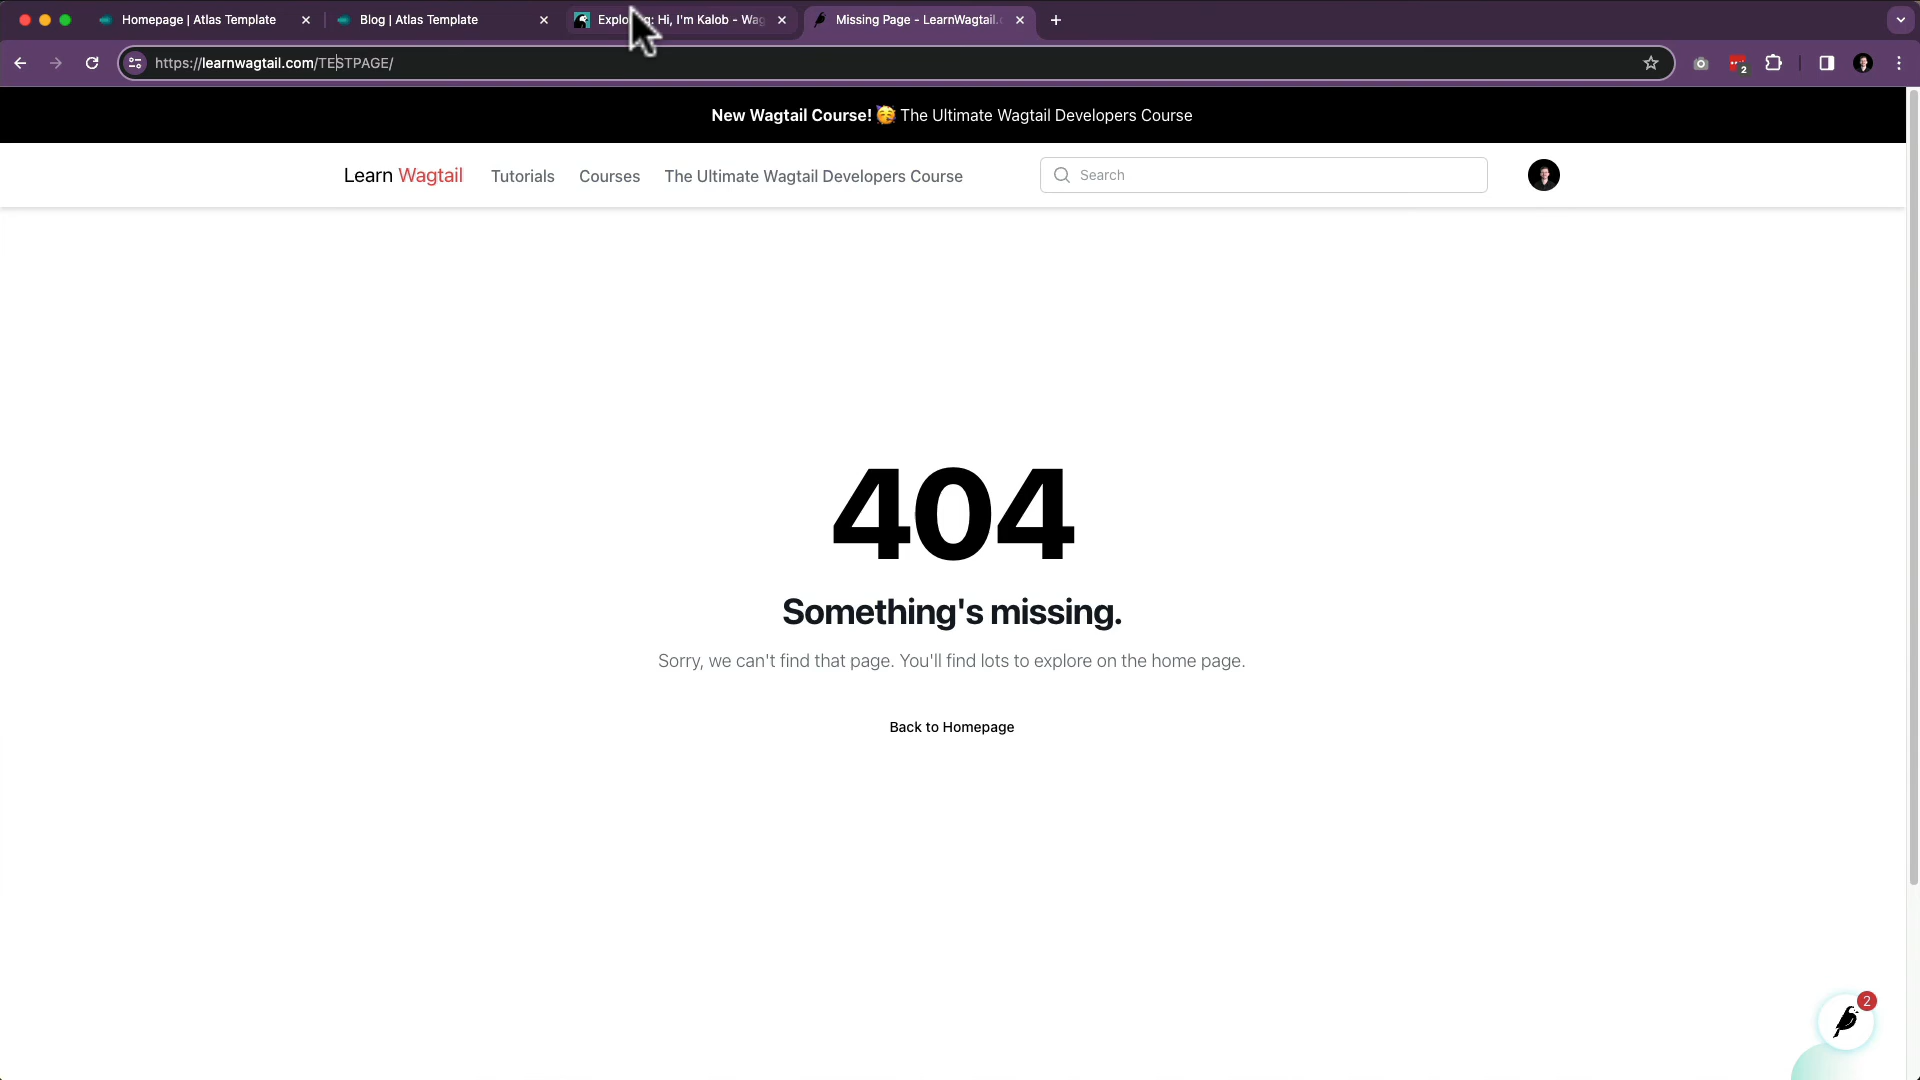 Homepage | Atlas Template
Blog | Atlas Template
Hi, I'm Kalob - Wag
Missing Page - LearnWagtail.
https://learnwagtail.com/TESTPAGE/
2
New Wagtail Course! 🥳 The Ultimate Wagtail Developers Course
Learn Wagtail
Tutorials
Courses
The Ultimate Wagtail Developers Course
Search
404
Something's missing.
Sorry, we can't find that page. You'll find lots to explore on the home page.
Back to Homepage
2